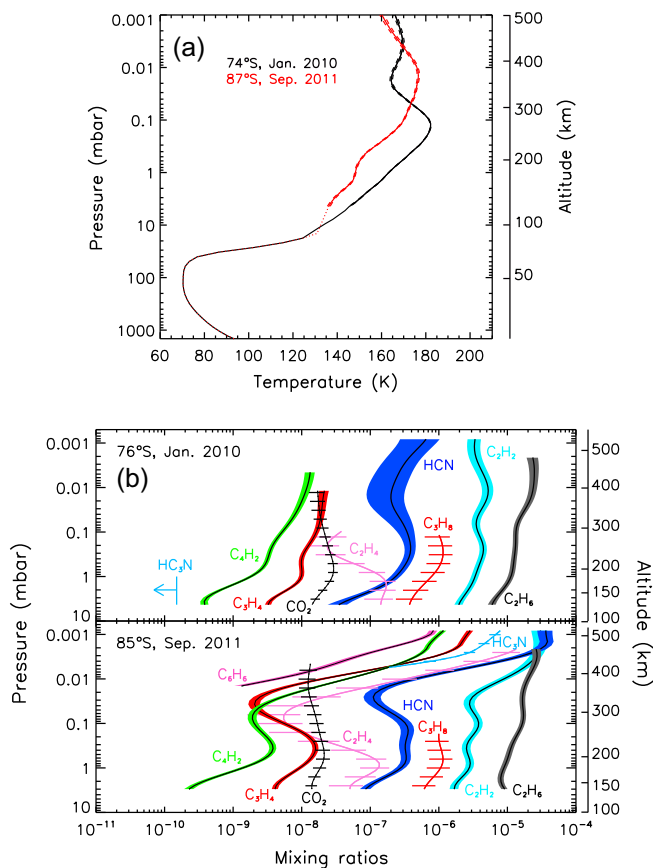 (a)
74°S, Jan. 2010
87°S, Sep. 2011
0.001
0.01
0.1
1
10
100
1000
Pressure (mbar)
500
400
300
200
100
50
Altitude (km)
60 80 100 120 140 160 180 200
Temperature (K)
(b)
76°S, Jan. 2010
0.001
0.01
0.1
1
10
Pressure (mbar)
500
400
300
200
150
100
Altitude (km)
HC₃N
C₄H₂
C₃H₄
CO₂
C₂H₄
HCN
C₃H₈
C₂H₂
C₂H₆
85°S, Sep. 2011
0.001
0.01
0.1
1
10
500
400
300
200
150
100
C₆H₆
C₄H₂
C₃H₄
CO₂
C₂H₄
HCN
C₃H₈
HC₃N
C₂H₂
C₂H₆
10⁻¹¹ 10⁻¹⁰ 10⁻⁹ 10⁻⁸ 10⁻⁷ 10⁻⁶ 10⁻⁵ 10⁻⁴
Mixing ratios